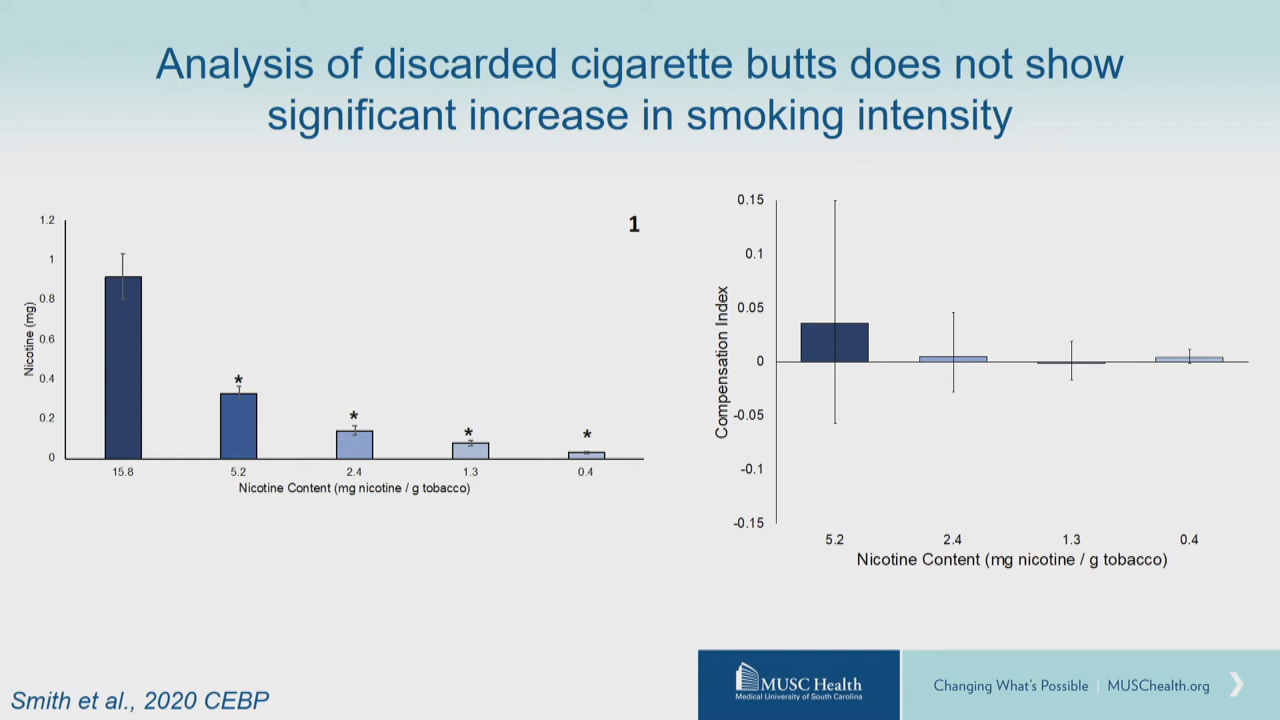 Analysis of discarded cigarette butts does not show
significant increase in smoking intensity
1
1.2
1
0.8
0.6
0.4
0.2
0
Nicotine (mg)
*
*
*
*
15.8 5.2 2.4 1.3 0.4
Nicotine Content (mg nicotine / g tobacco)
0.15
0.1
0.05
0
-0.05
-0.1
-0.15
Compensation Index
5.2 2.4 1.3 0.4
Nicotine Content (mg nicotine / g tobacco)
Smith et al., 2020 CEBP
MUSC Health
Medical University of South Carolina
Changing What's Possible | MUSChealth.org